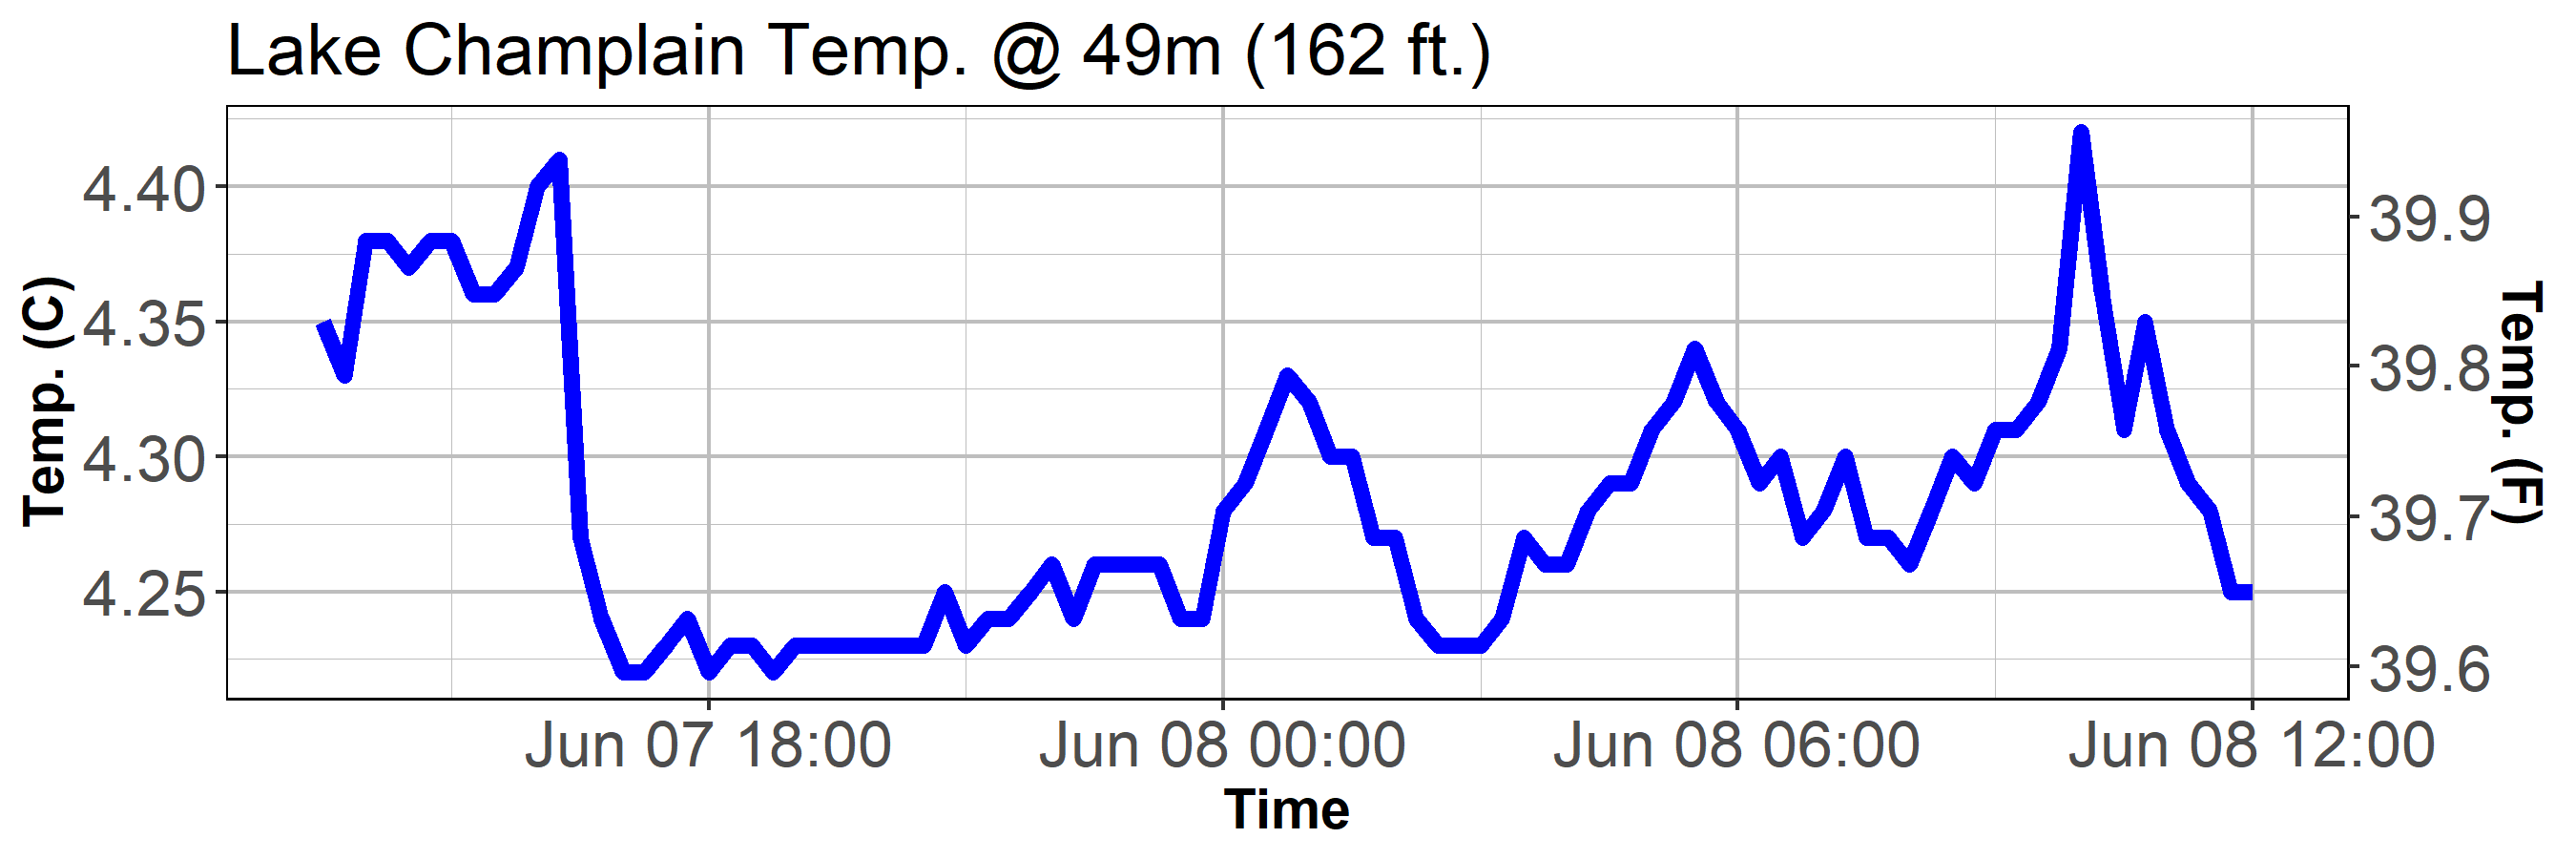 Lake Champlain Temp. @ 49m (162 ft.)
Temp. (C)
4.40
4.35
4.30
4.25
39.9
39.8
39.7
39.6
Temp. (F)
Jun 07 18:00 Jun 08 00:00 Jun 08 06:00 Jun 08 12:00
Time